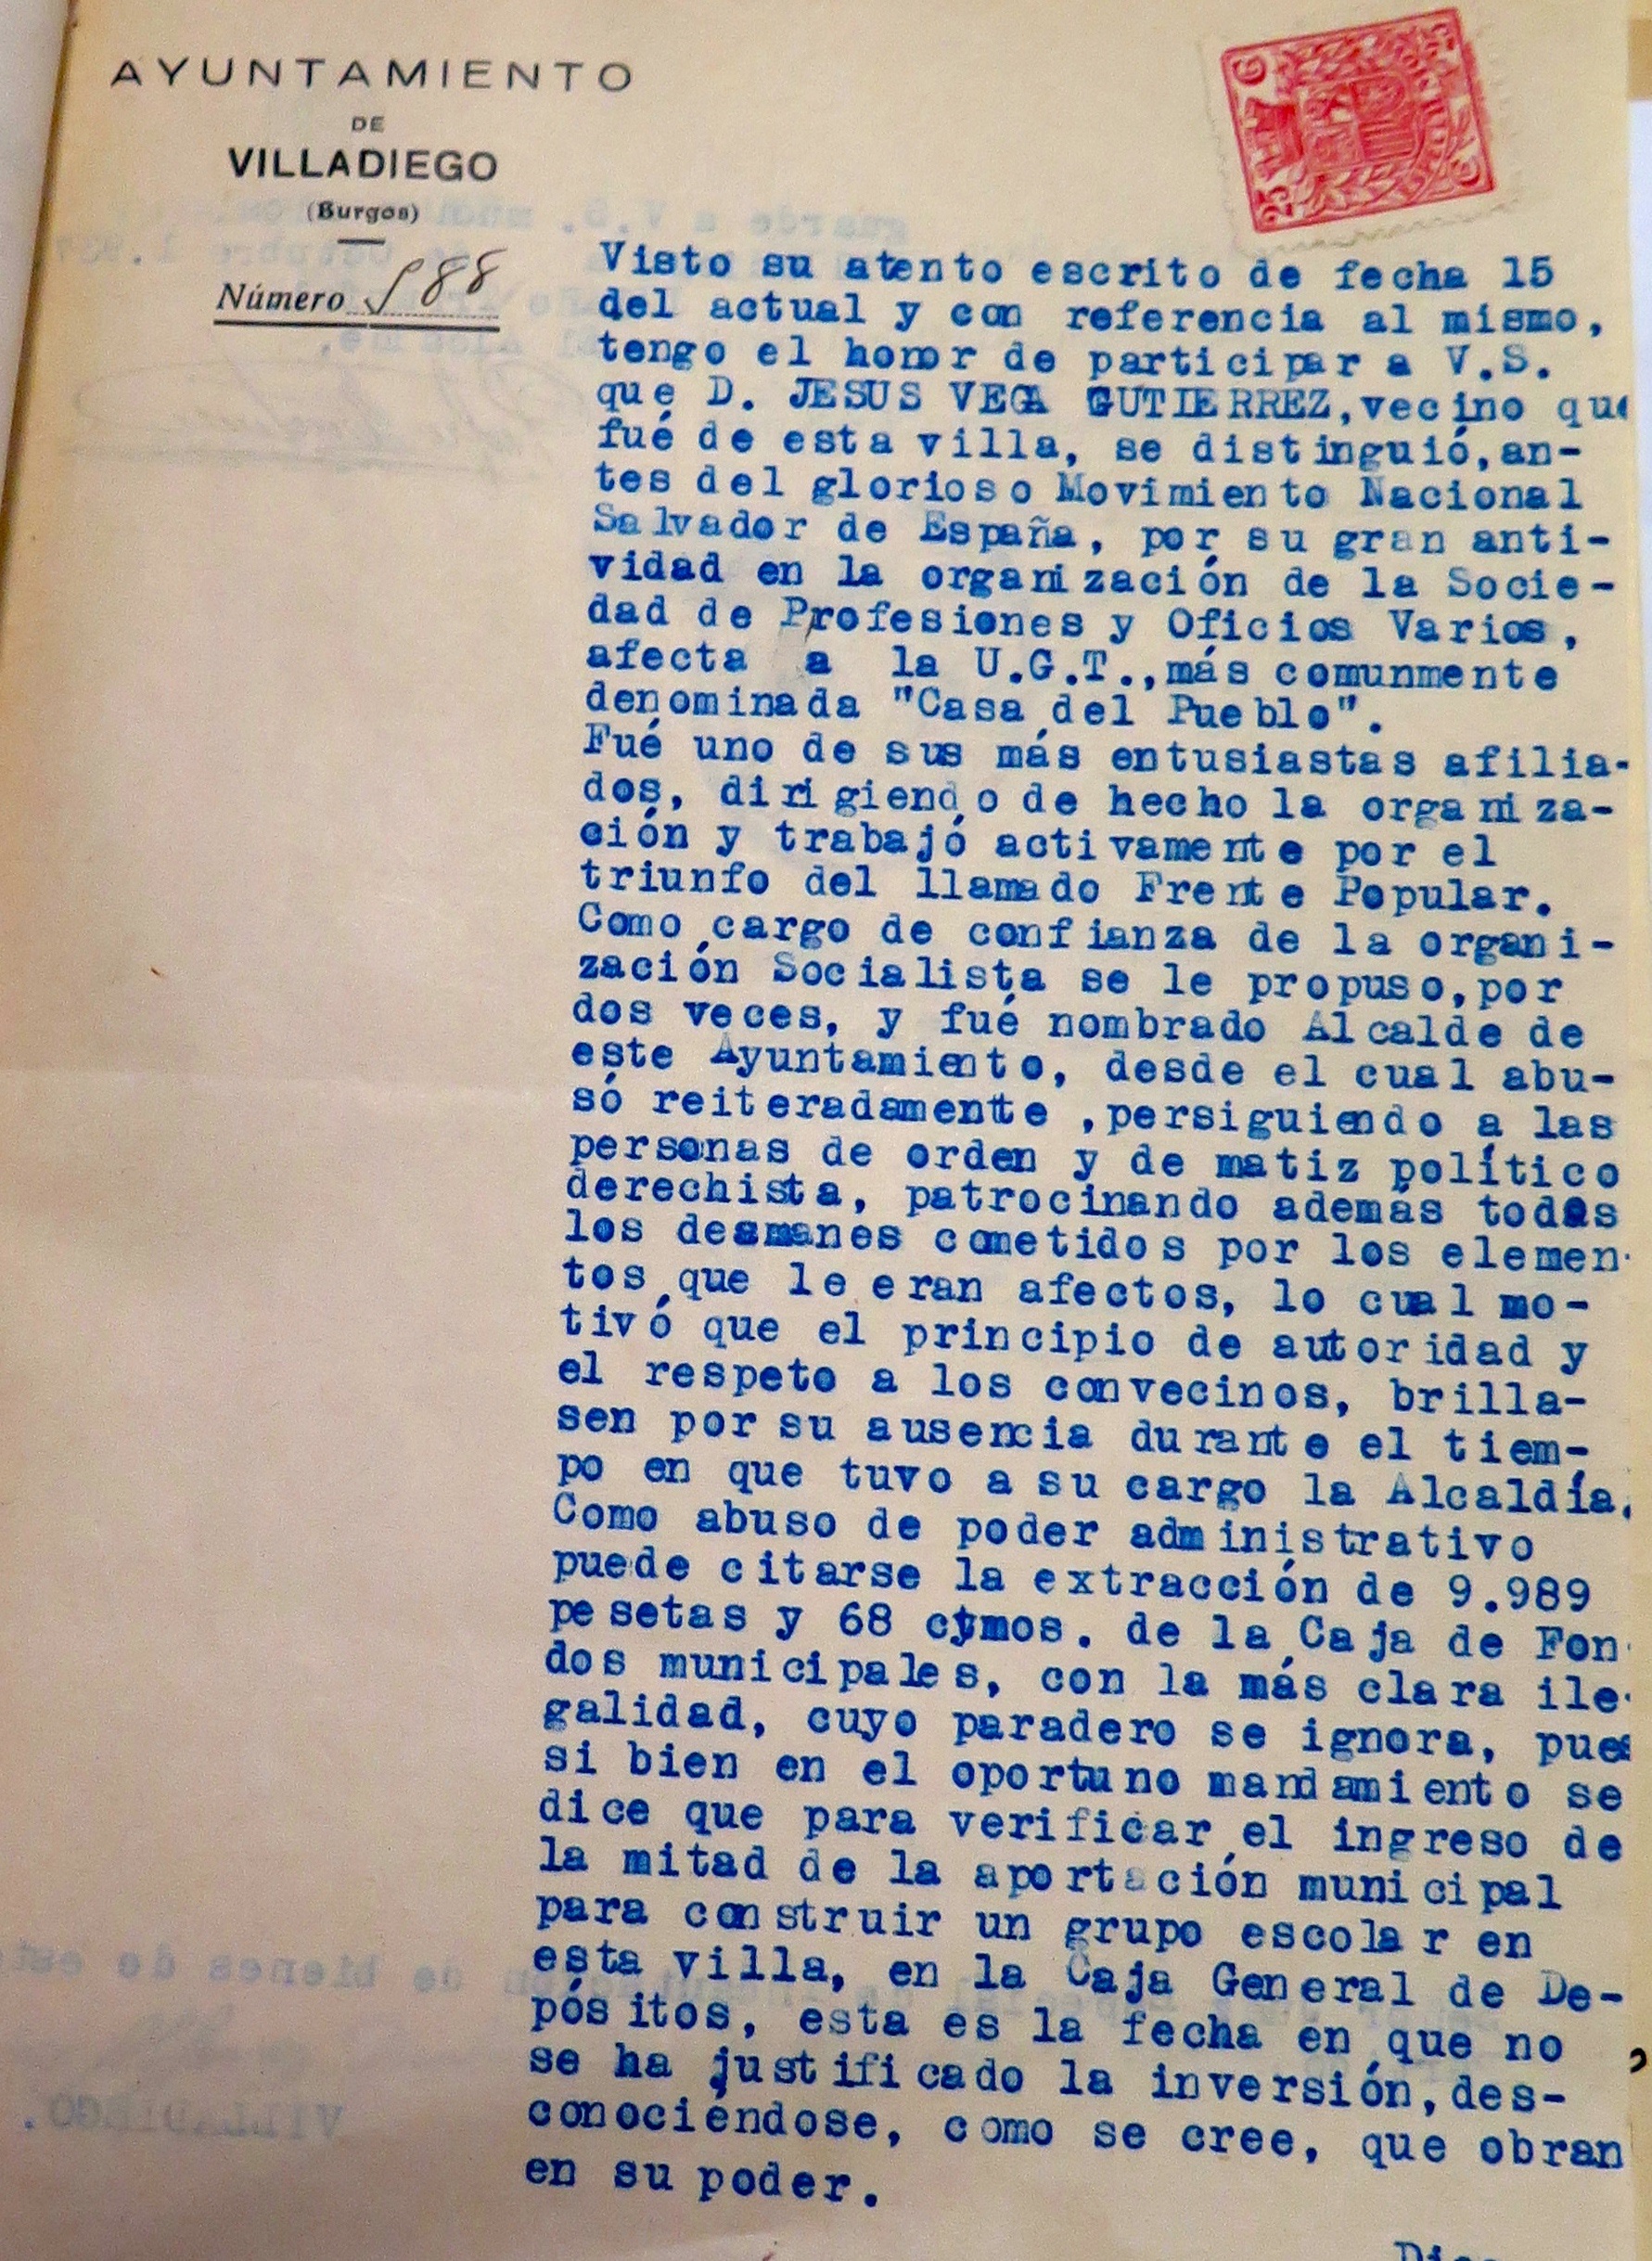 AYUNTAMIENTO
DE
VILLADIEGO
(Burgos)
Número 588
Visto su atento escrito de fecha 15
del actual y con referencia al mismo,
tengo el honor de participar a V.S.
que D. JESUS VEGA GUTIERREZ,vecino que
fué de esta villa, se distinguió,an-
tes del glorioso Movimiento Nacional
Salvador de España, por su gran anti-
vidad en la organización de la Socie-
dad de Profesiones y Oficios Varios,
afecta a la U.G.T.,más comunmente
denominada "Casa del Pueblo".
Fué uno de sus más entusiastas afilia-
dos, dirigiendo de hecho la organiza-
ción y trabajó activamente por el
triunfo del llamado Frente Popular.
Como cargo de confianza de la organi-
zación Socialista se le propuso,por
dos veces, y fué nombrado Alcalde de
este Ayuntamiento, desde el cual abu-
só reiteradamentte ,persiguiendo a las
personas de orden y de matiz político
derechista, patrocinando además todos
los desmanes cometidos por los elemen-
tos que le eran afectos, lo cual mo-
tivó que el principio de autoridad y
el respeto a los convecinos, brilla-
sen por su ausencia durante el tiem-
po en que tuvo a su cargo la Alcaldía.
Como abuso de poder administrativo
puede citarse la extracción de 9.989
pesetas y 68 ctmos. de la Caja de Fon-
dos municipales, con la más clara ile-
galidad, cuyo paradero se ignora, pues
si bien en el oportuno mandamiento se
dice que para verificar el ingreso de
la mitad de la aportación municipal
para construir un grupo escolar en
esta villa, en la Caja General de De-
pósitos, esta es la fecha en que no
se ha justificado la inversión,des-
conociéndose, como se cree, que obran
en su poder.